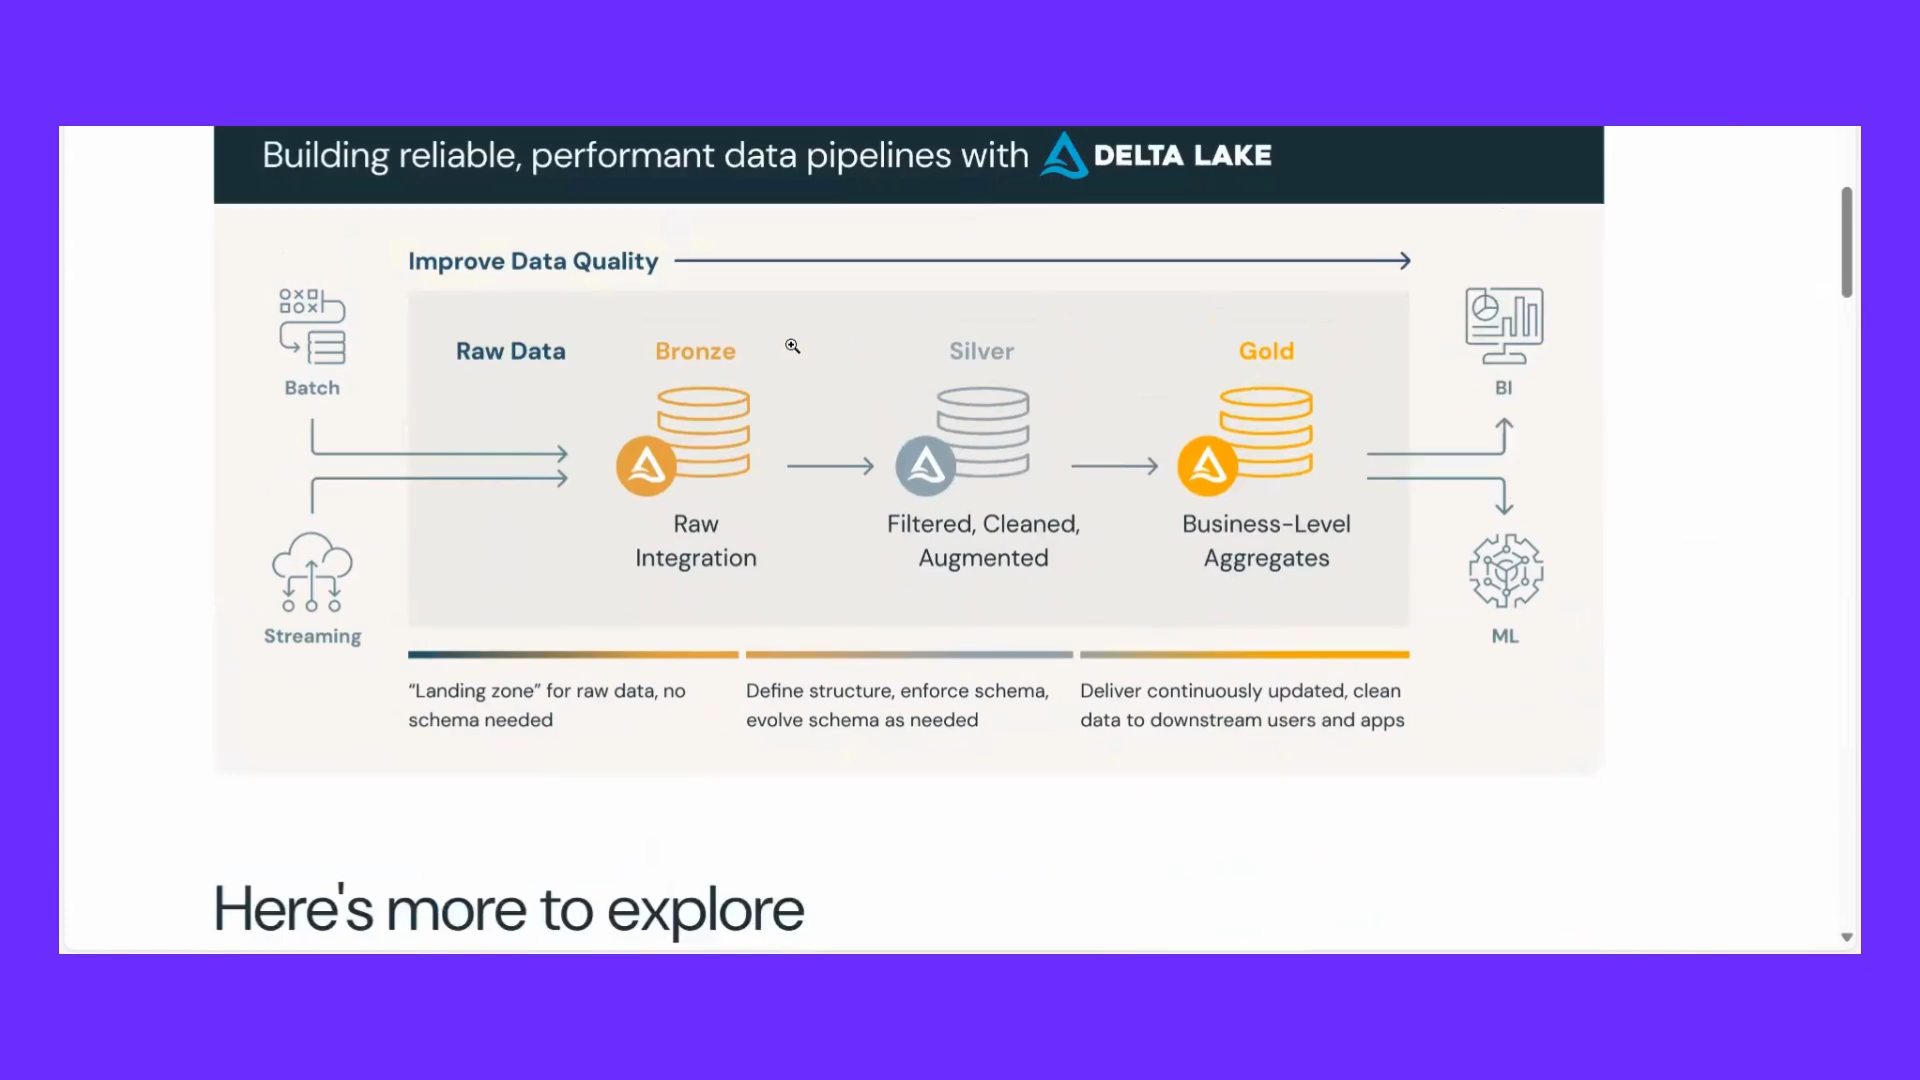 Building reliable, performant data pipelines with DELTA LAKE
Improve Data Quality
Batch
Streaming
Raw Data
Bronze
Raw
Integration
Silver
Filtered, Cleaned,
Augmented
Gold
Business-Level
Aggregates
BI
ML
“Landing zone” for raw data, no
schema needed
Define structure, enforce schema,
evolve schema as needed
Deliver continuously updated, clean
data to downstream users and apps
Here's more to explore